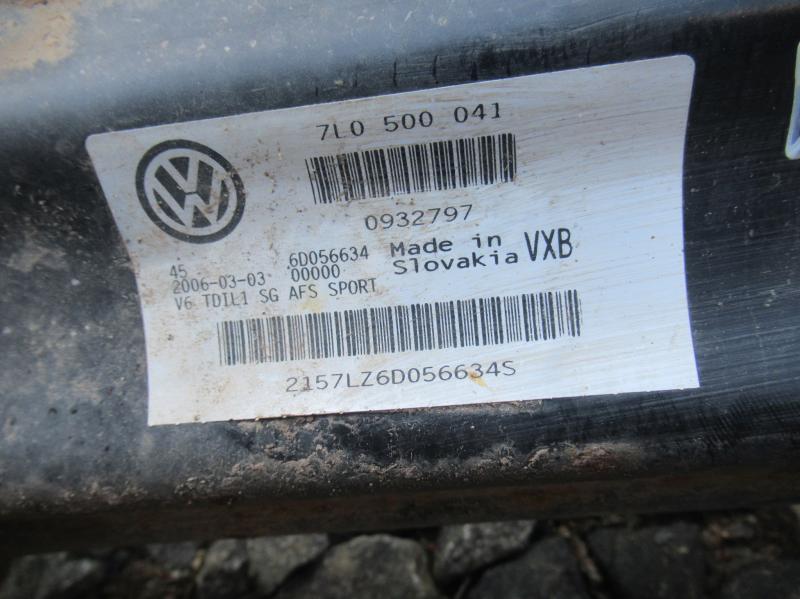 7L0 500 041
VW
0932797
45 6D056634 Made in VXB
2006-03-03 00000 Slovakia
V6 TDIL1 SG AFS SPORT
2157LZ6D056634S